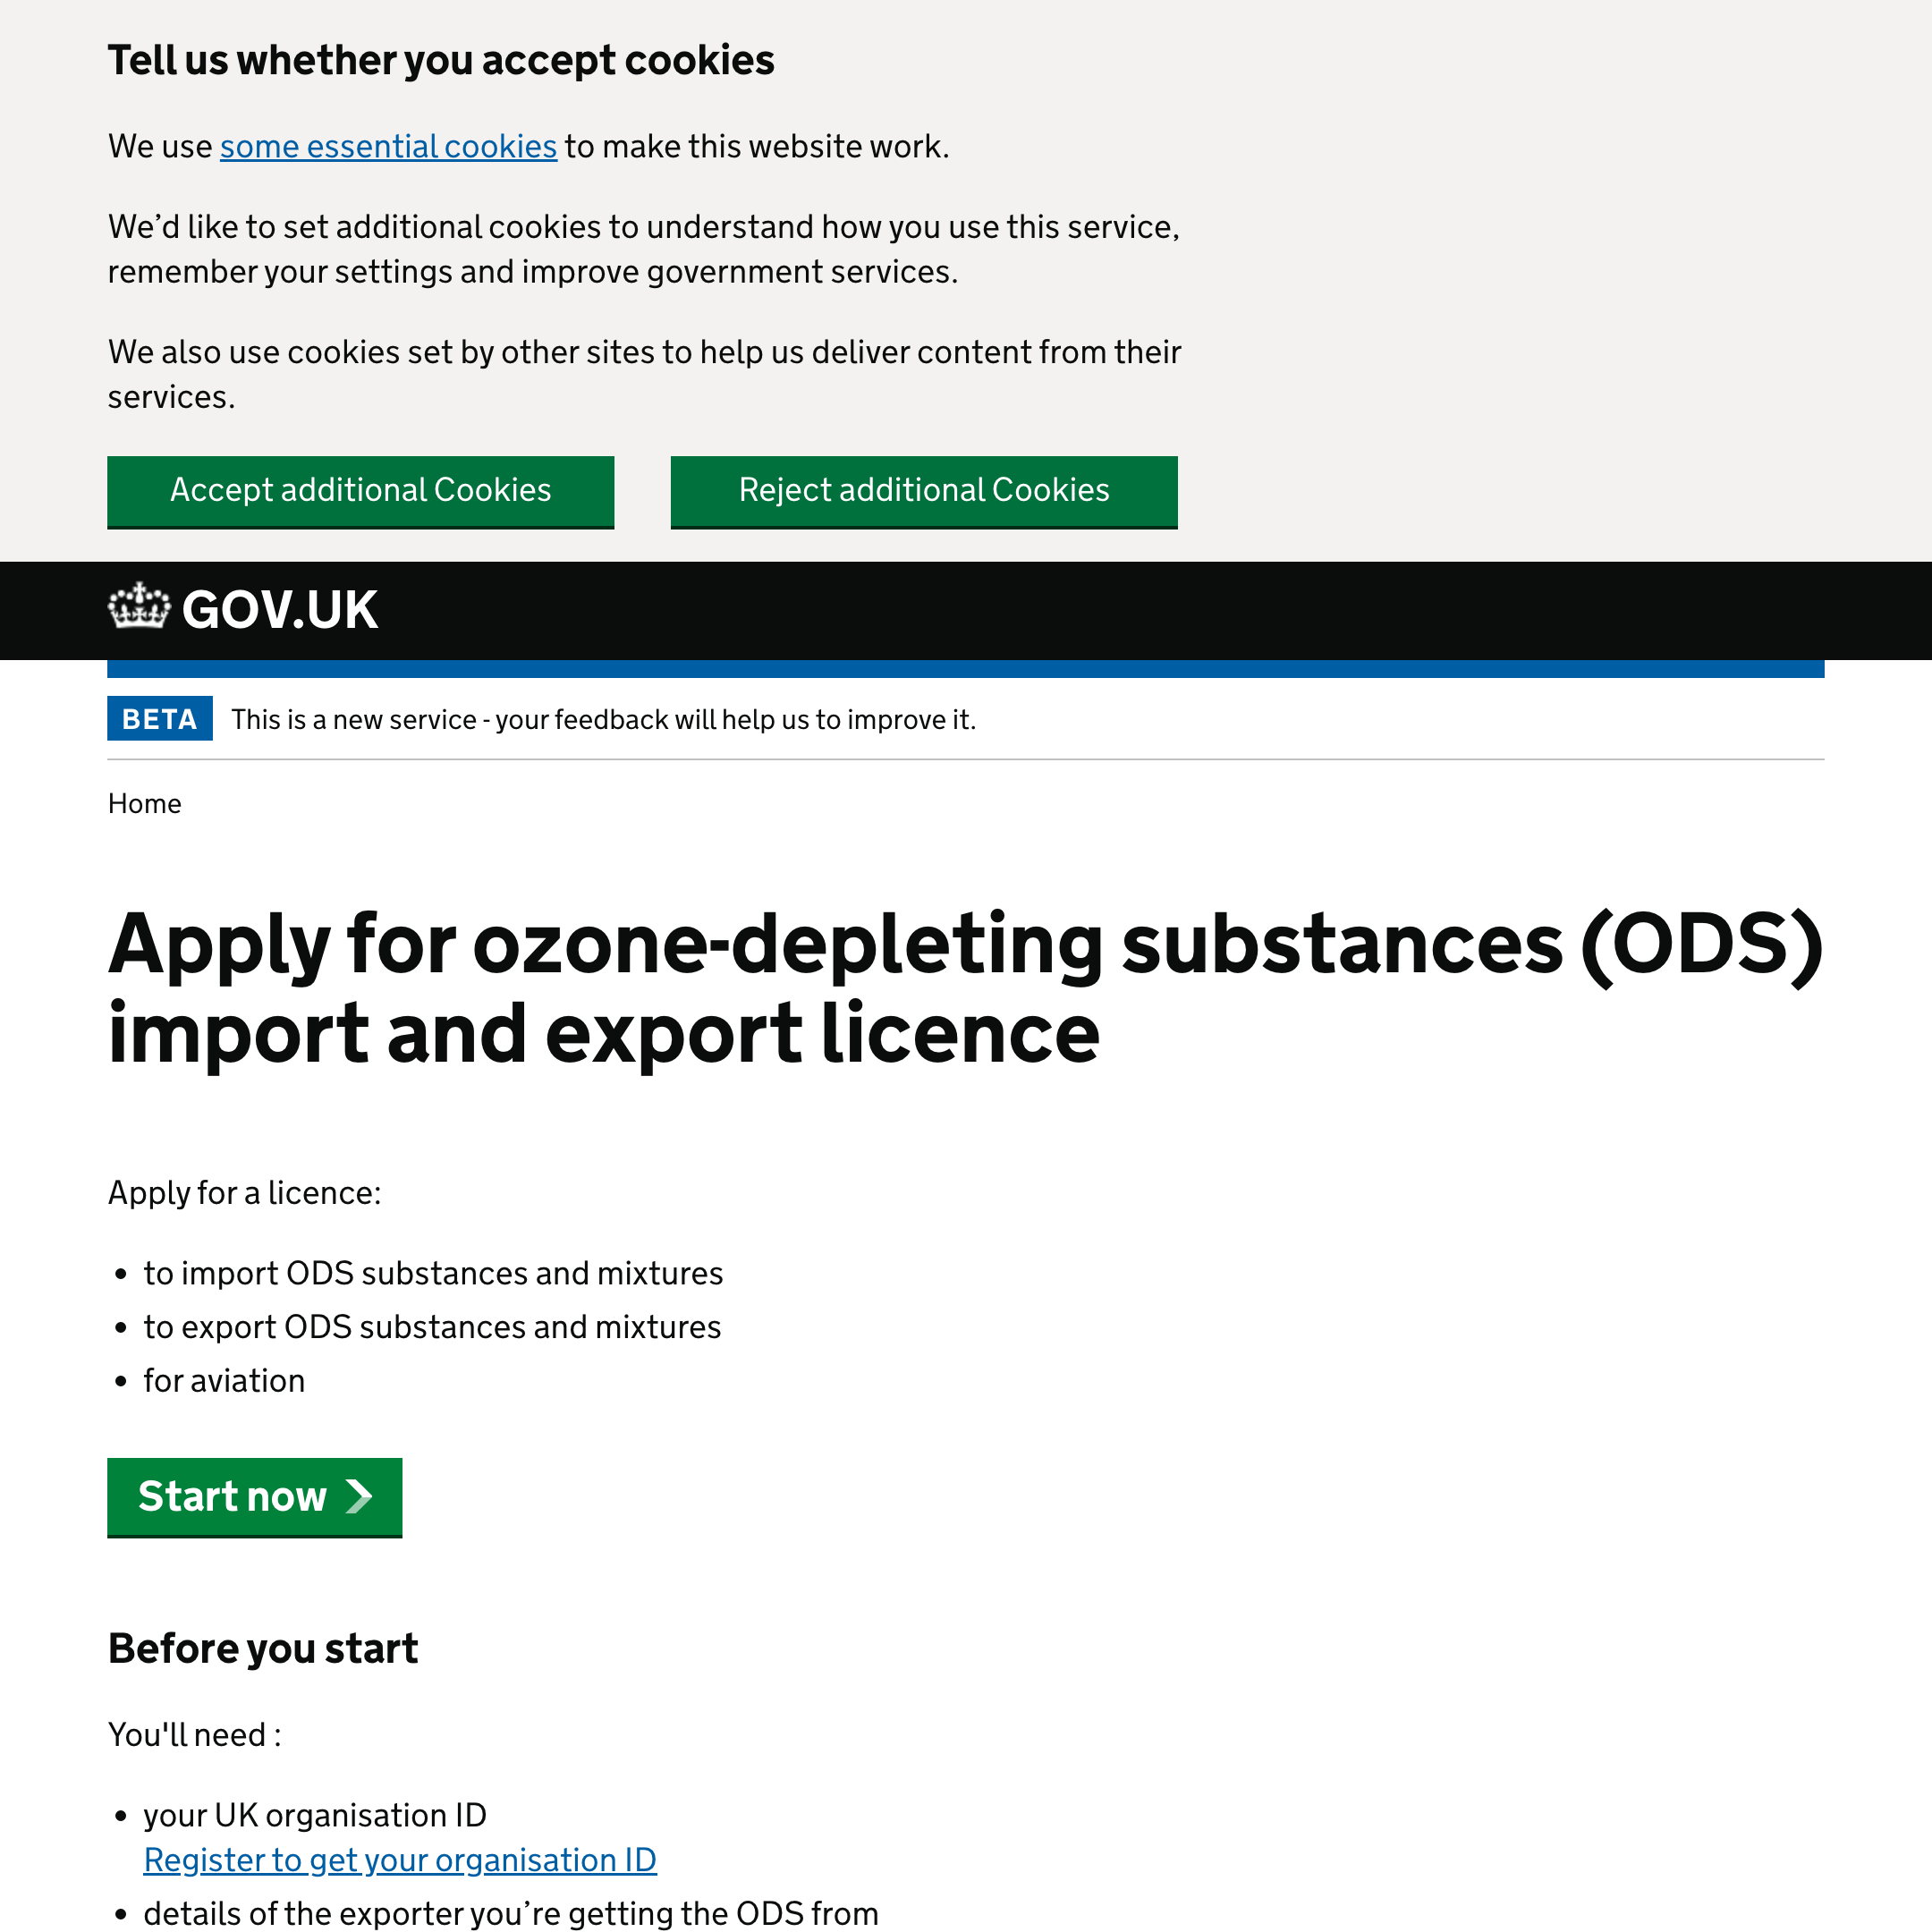 Tell us whether you accept cookies
We use some essential cookies to make this website work.
We’d like to set additional cookies to understand how you use this service,
remember your settings and improve government services.
We also use cookies set by other sites to help us deliver content from their
services.
Accept additional Cookies
Reject additional Cookies
GOV.UK
BETA This is a new service - your feedback will help us to improve it.
Home
Apply for ozone-depleting substances (ODS)
import and export licence
Apply for a licence:
• to import ODS substances and mixtures
• to export ODS substances and mixtures
• for aviation
Start now
Before you start
You'll need :
• your UK organisation ID
Register to get your organisation ID
• details of the exporter you’re getting the ODS from